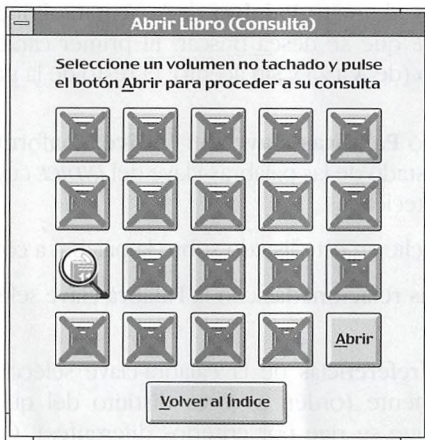 Abrir Libro (Consulta)
Seleccione un volumen no tachado y pulse
el botón Abrir para proceder a su consulta
Abrir
Volver al Índice